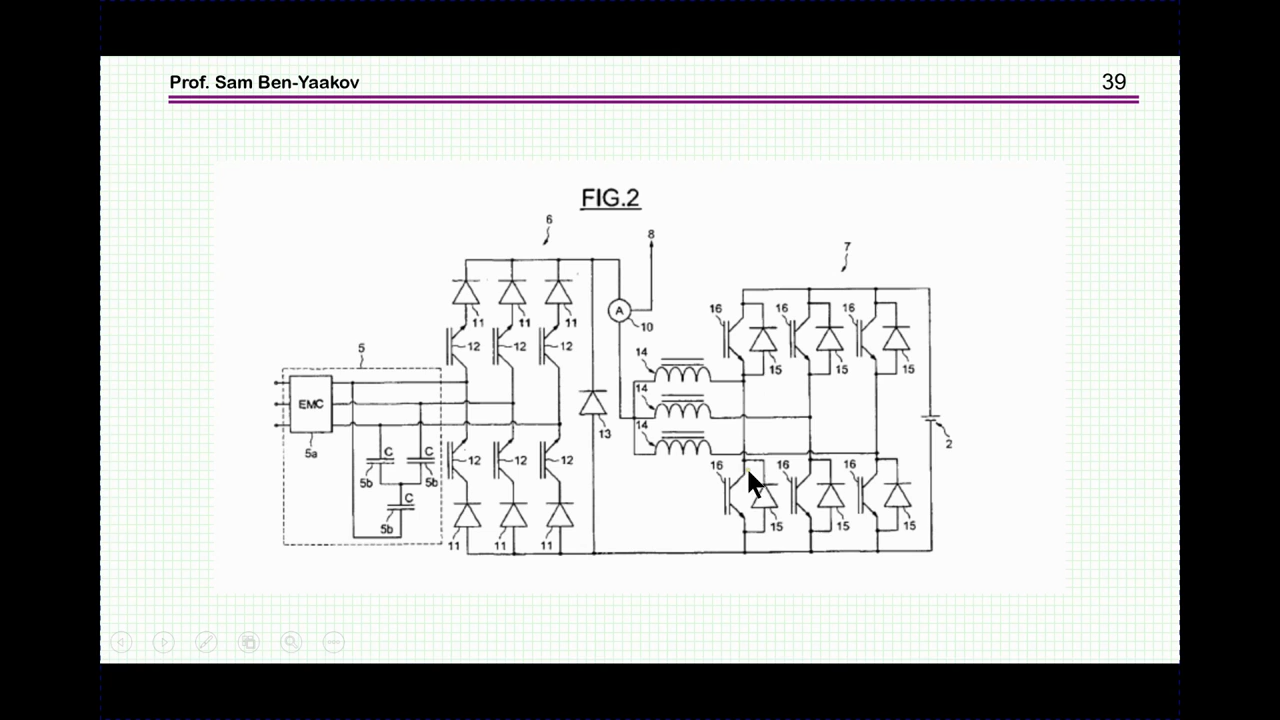 Prof. Sam Ben-Yaakov
39
FIG.2
6
8
7
A
10
11 11 11
12 12 12
16 16 16
15 15 15
5
EMC
5a
C C
5b 5b
C
5b
14
14
14
13
2
12 12 12
16 16 16
15 15 15
11 11 11